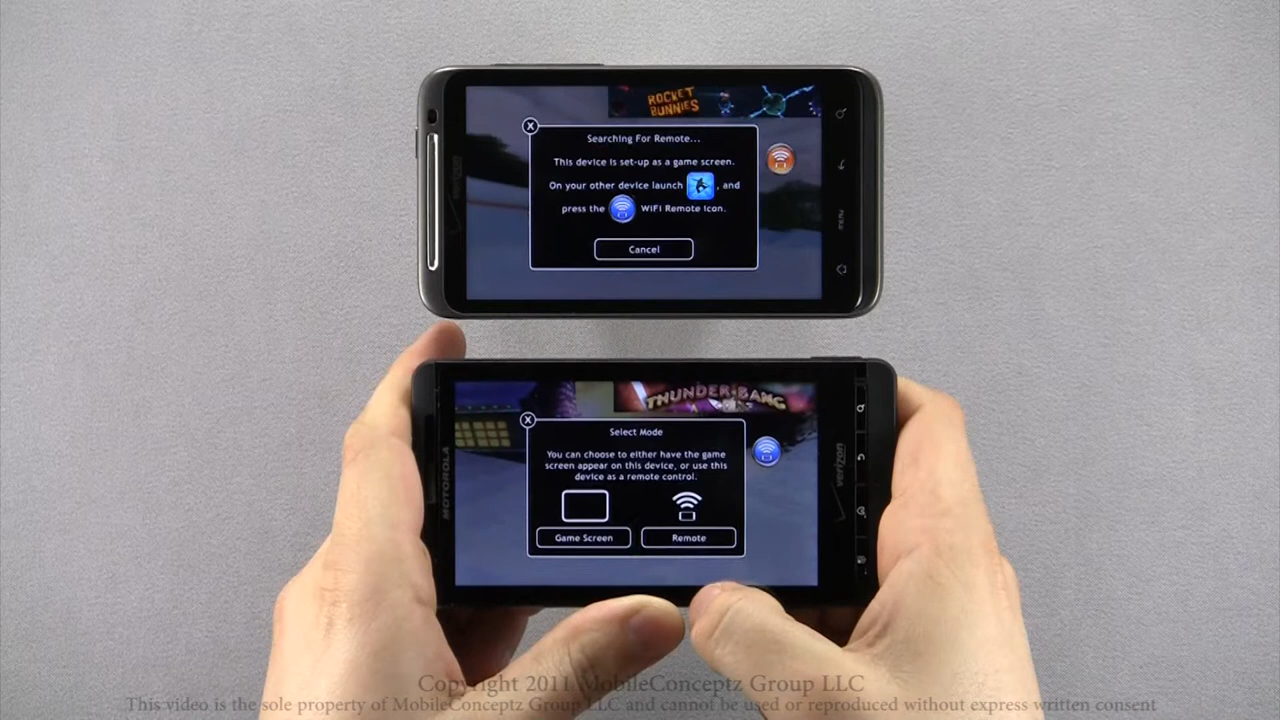 ROCKET
BUNNIES
X
Searching For Remote...
This device is set-up as a game screen.
On your other device launch , and
press the WiFi Remote Icon.
Cancel
verizon
THUNDER-BANG
X
Select Mode
You can choose to either have the game
screen appear on this device, or use this
device as a remote control.
Game Screen
Remote
MOTOROLA
verizon
Copyright 2011 MobileConceptz Group LLC
This video is the sole property of MobileConceptz Group LLC and cannot be used or reproduced without express written consent